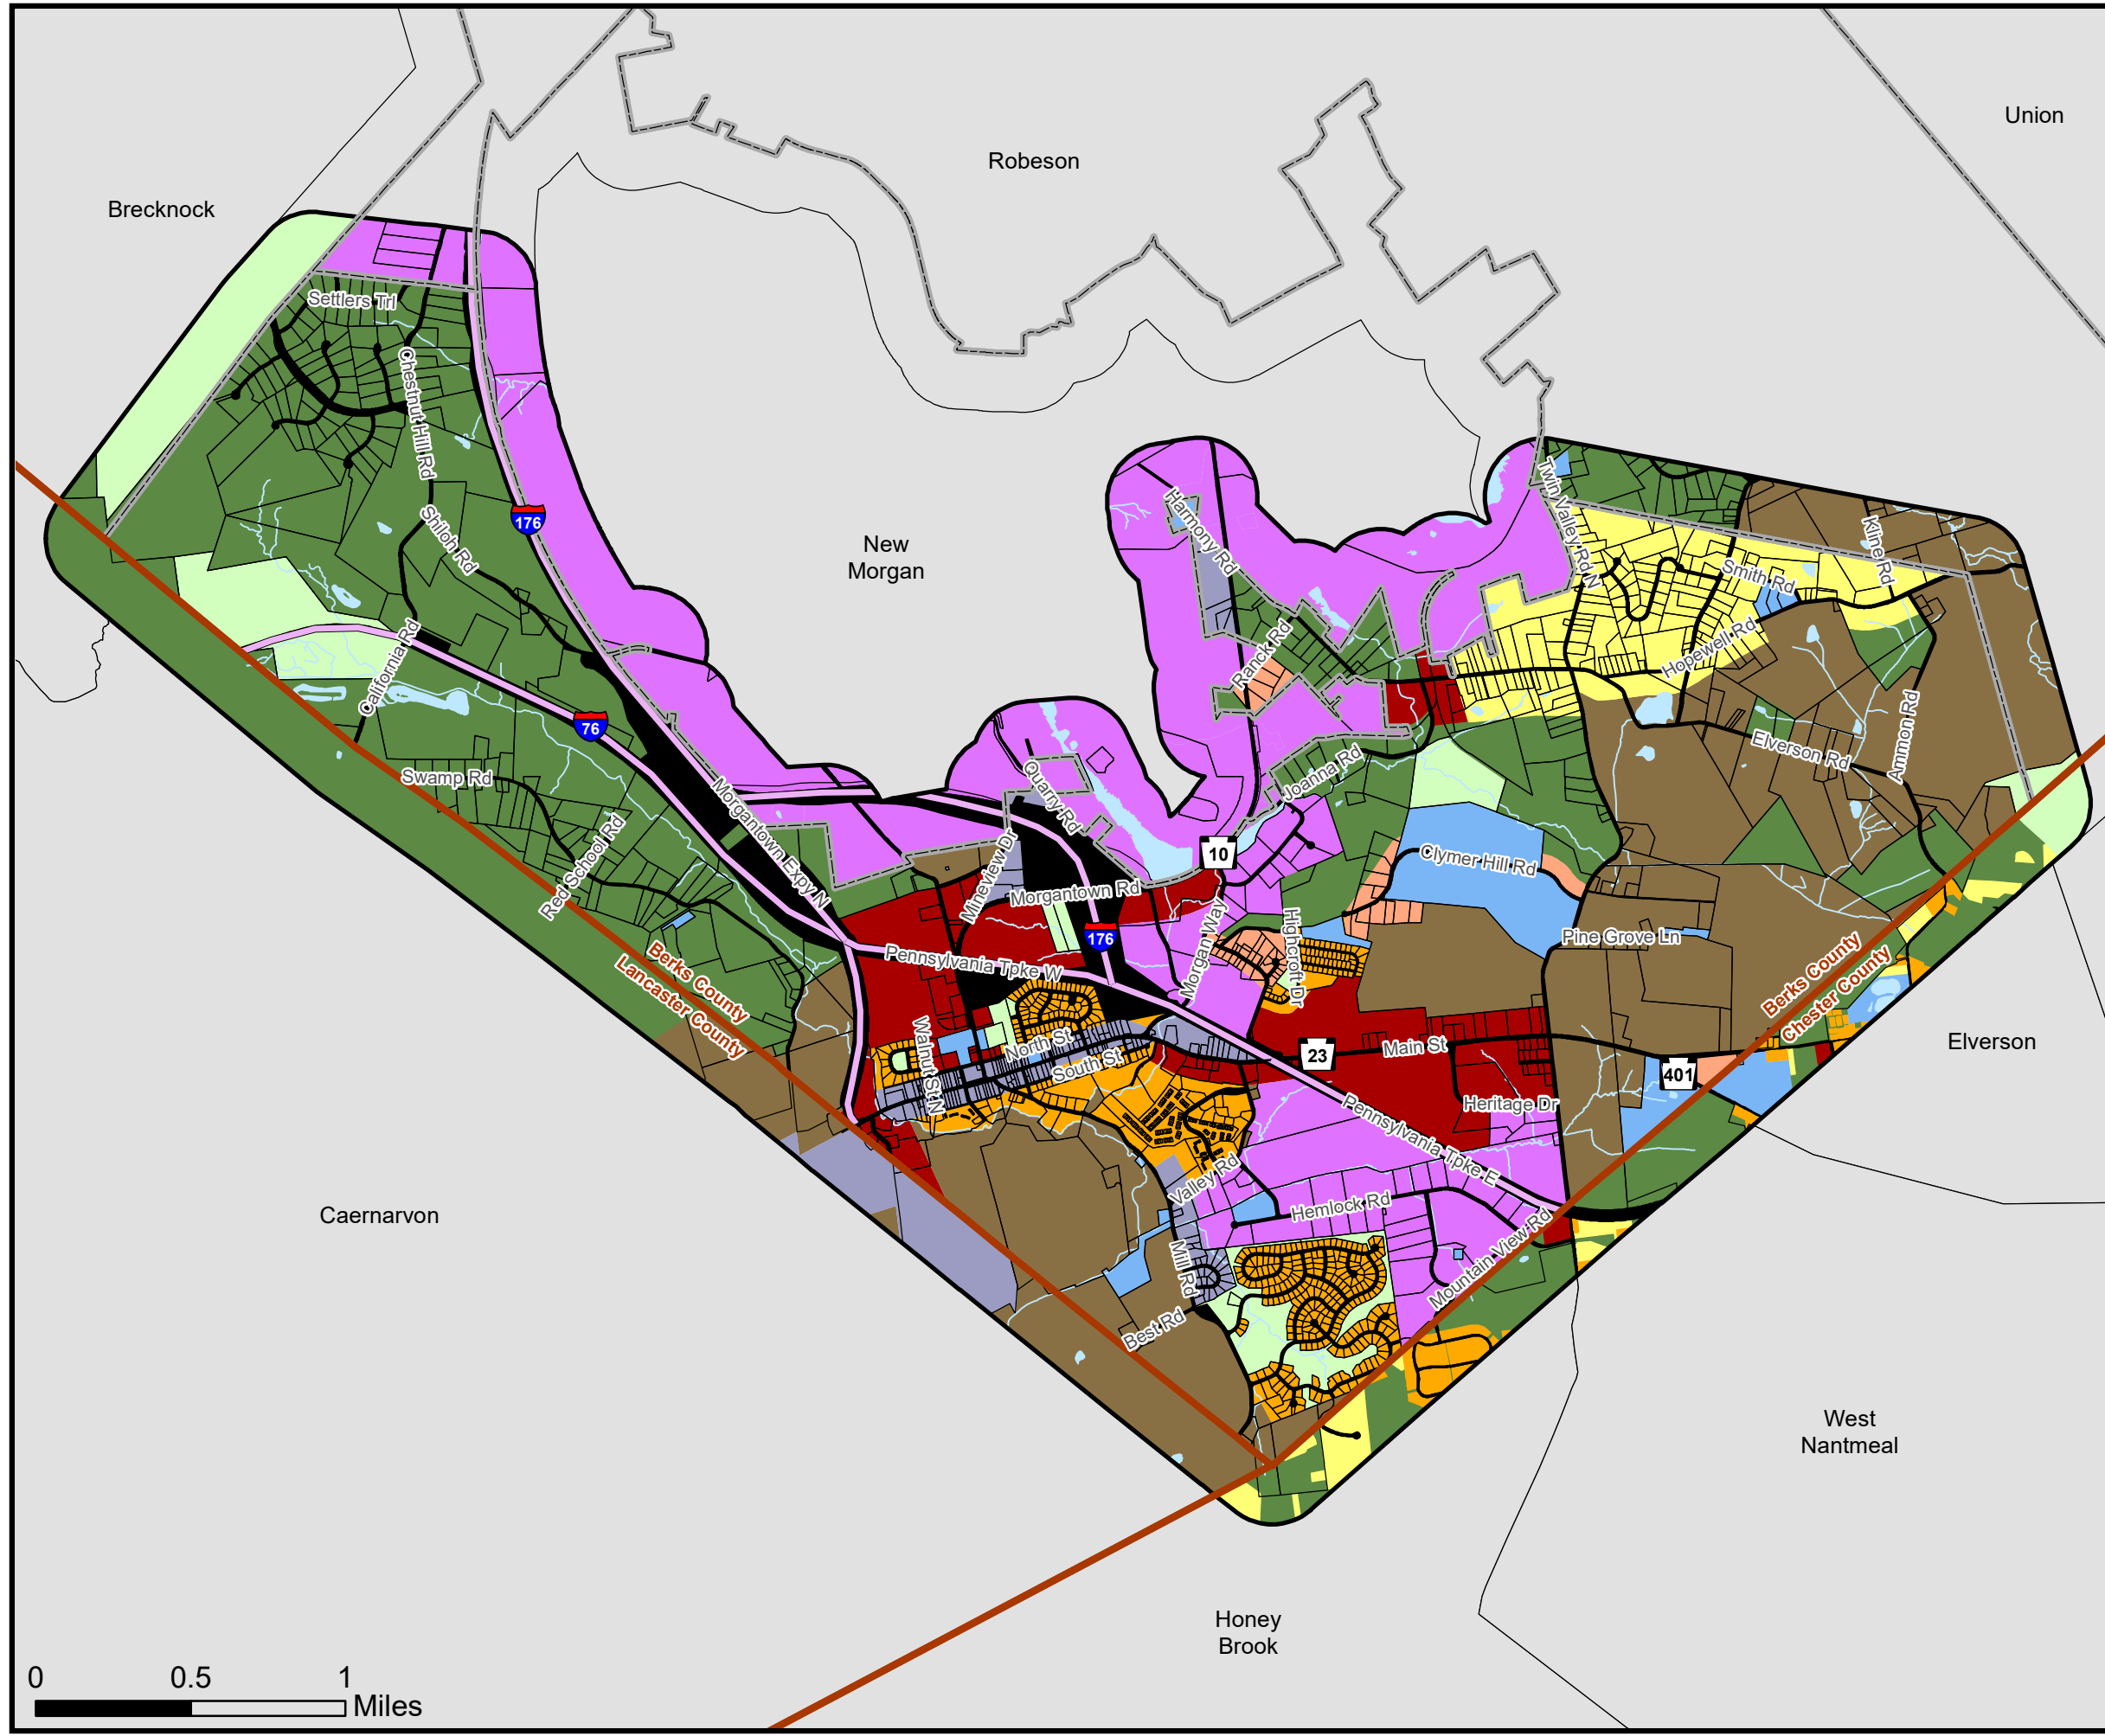 Union
Robeson
Brecknock
Settlers Trl
Chestnut Hill Rd
Shiloh Rd
176
New
Morgan
Harmony Rd
Twin Valley Rd N
Kline Rd
Smith Rd
Hopewell Rd
Ranck Rd
California Rd
76
Swamp Rd
Red School Rd
Morgantown Expy N
Quarry Rd
Joanna Rd
Elverson Rd
Ammon Rd
Mineview Dr
Morgantown Rd
10
Clymer Hill Rd
176
Morgan Way
Highcroft Dr
Pine Grove Ln
Berks County
Lancaster County
Pennsylvania Tpke W
Berks County
Chester County
Walnut St N
North St
South St
23
Main St
401
Elverson
Heritage Dr
Pennsylvania Tpke E
Valley Rd
Hemlock Rd
Caernarvon
Mill Rd
Mountain View Rd
Best Rd
West
Nantmeal
Honey
Brook
0 0.5 1
Miles